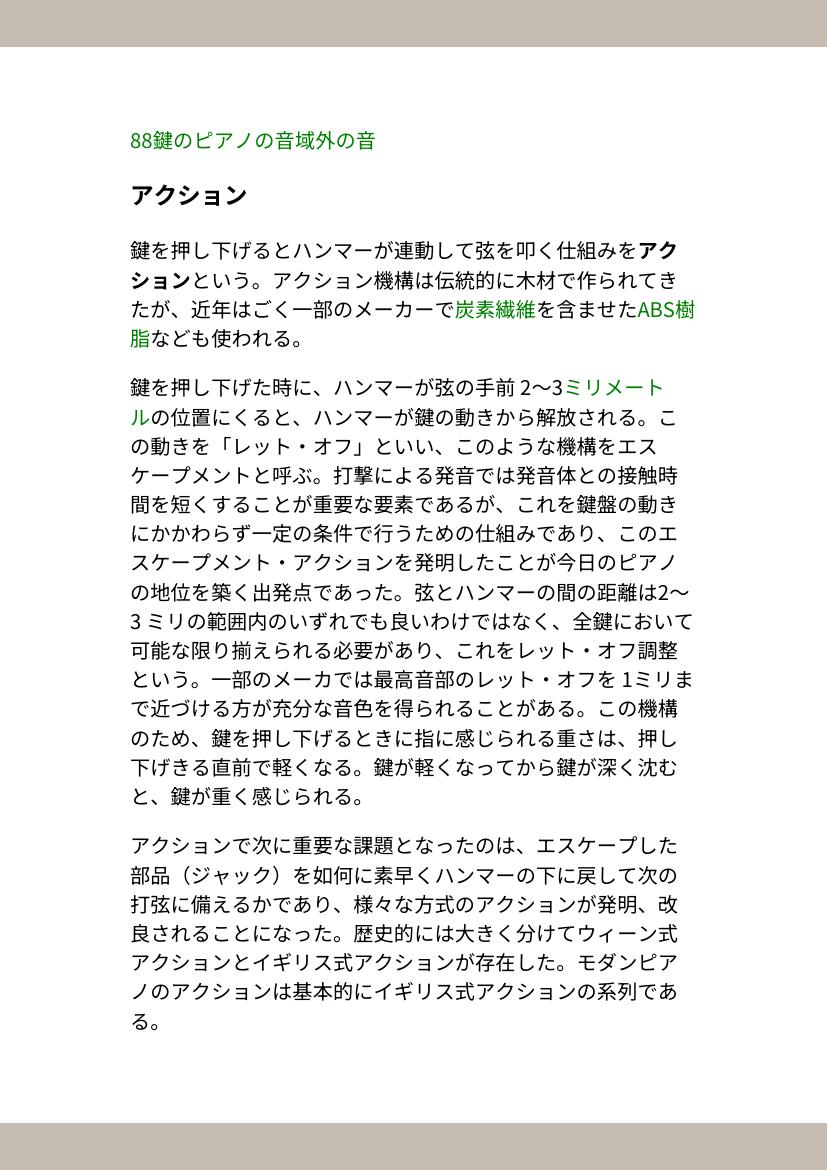 88鍵のピアノの音域外の音
アクション
鍵を押し下げるとハンマーが連動して弦を叩く仕組みをアク
ションという。アクション機構は伝統的に木材で作られてき
たが、近年はごく一部のメーカーで炭素繊維を含ませたABS樹
脂なども使われる。
鍵を押し下げた時に、ハンマーが弦の手前 2〜3ミリメート
ルの位置にくると、ハンマーが鍵の動きから解放される。こ
の動きを「レット・オフ」といい、このような機構をエス
ケープメントと呼ぶ。打撃による発音では発音体との接触時
間を短くすることが重要な要素であるが、これを鍵盤の動き
にかかわらず一定の条件で行うための仕組みであり、このエ
スケープメント・アクションを発明したことが今日のピアノ
の地位を築く出発点であった。弦とハンマーの間の距離は2〜
3 ミリの範囲内のいずれでも良いわけではなく、全鍵において
可能な限り揃えられる必要があり、これをレット・オフ調整
という。一部のメーカでは最高音部のレット・オフを 1ミリま
で近づける方が充分な音色を得られることがある。この機構
のため、鍵を押し下げるときに指に感じられる重さは、押し
下げきる直前で軽くなる。鍵が軽くなってから鍵が深く沈む
と、鍵が重く感じられる。
アクションで次に重要な課題となったのは、エスケープした
部品（ジャック）を如何に素早くハンマーの下に戻して次の
打弦に備えるかであり、様々な方式のアクションが発明、改
良されることになった。歴史的には大きく分けてウィーン式
アクションとイギリス式アクションが存在した。モダンピア
ノのアクションは基本的にイギリス式アクションの系列であ
る。